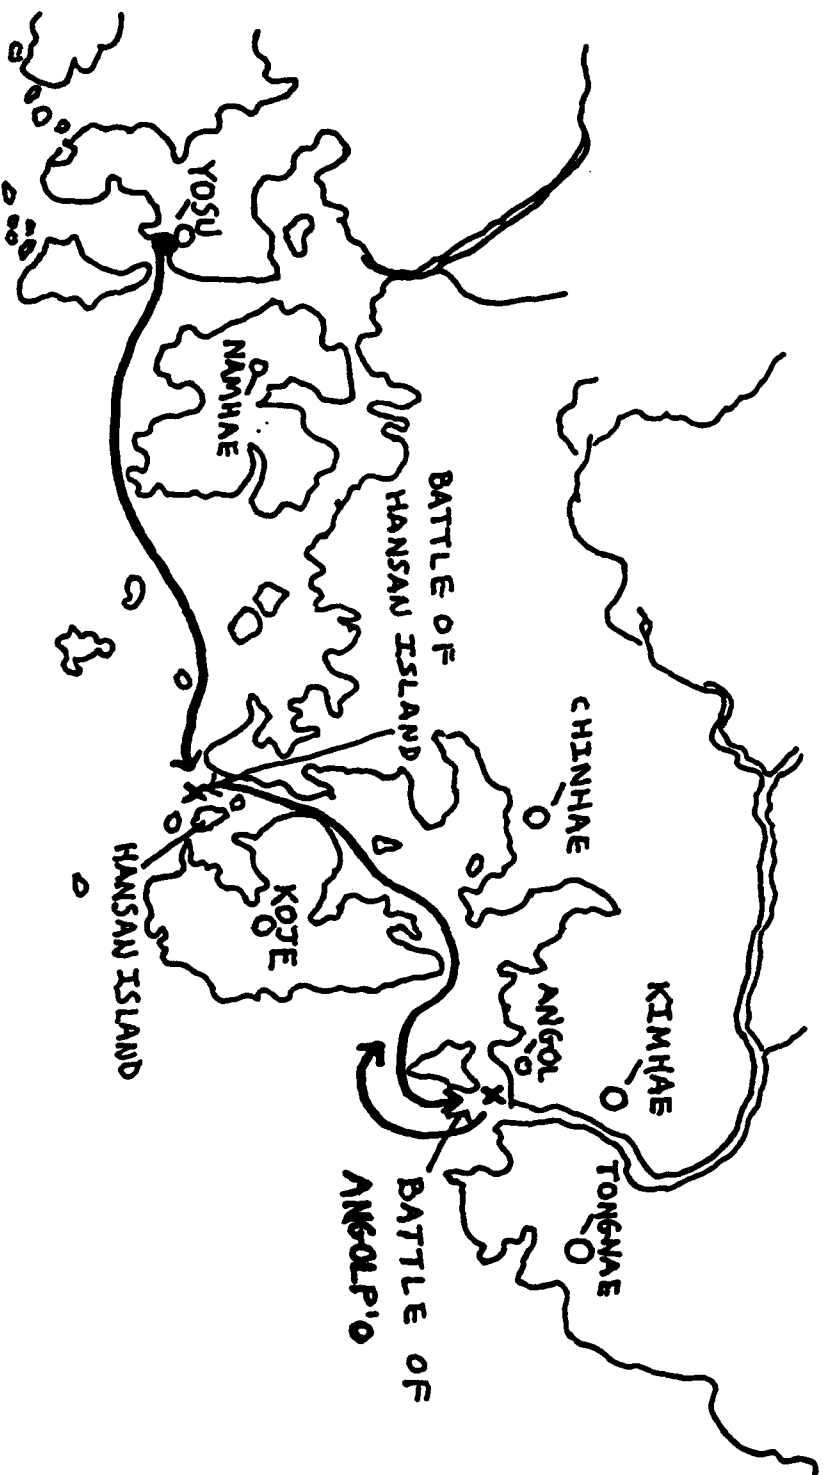 YOSU
NAMHAE
BATTLE OF
HANSAN ISLAND
CHINHAE
HANSAN ISLAND
KOJE
ANGOL
KIMHAE
TONGNAE
BATTLE OF
ANGOLP'O